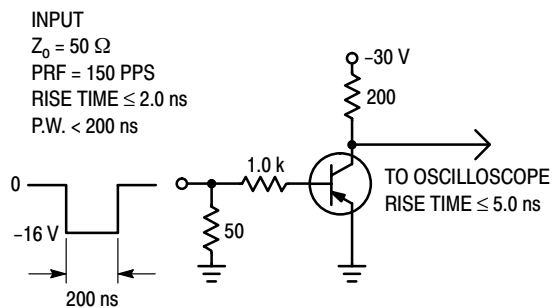 INPUT
Zo = 50 Ω
PRF = 150 PPS
RISE TIME ≤ 2.0 ns
P.W. < 200 ns
−30 V
200
1.0 k
0
TO OSCILLOSCOPE
RISE TIME ≤ 5.0 ns
50
−16 V
200 ns